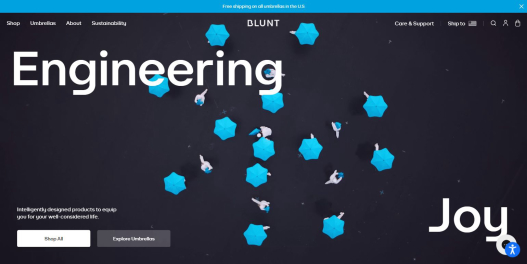 Free shipping on all umbrellas in the U.S
Shop Umbrellas About Sustainability
BLUNT
Care & Support Ship to
Engineering
Joy
Intelligently designed products to equip
you for your well-considered life.
Shop All
Explore Umbrellas